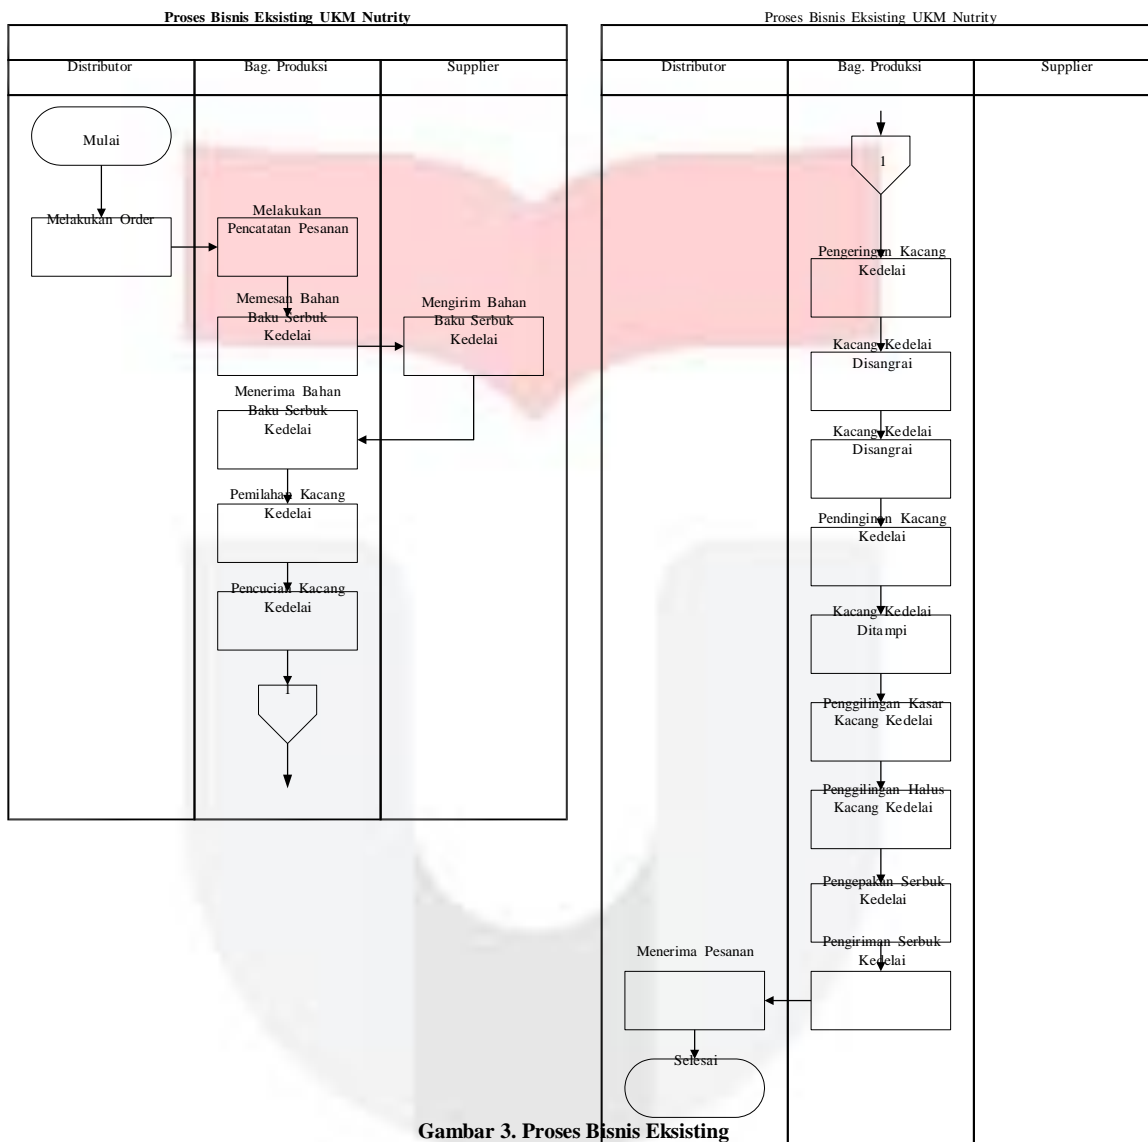 Proses Bisnis Eksisting UKM Nutrity
Distributor
Bag. Produksi
Supplier
Mulai
Melakukan Order
Melakukan
Pencatatan Pesanan
Memesan Bahan
Baku Serbuk
Kedelai
Mengirim Bahan
Baku Serbuk
Kedelai
Menerima Bahan
Baku Serbuk
Kedelai
Pemilahan Kacang
Kedelai
Pencucian Kacang
Kedelai
1
Proses Bisnis Eksisting UKM Nutrity
Distributor
Bag. Produksi
Supplier
1
Pengeringan Kacang
Kedelai
Kacang Kedelai
Disangrai
Kacang Kedelai
Disangrai
Pendinginan Kacang
Kedelai
Kacang Kedelai
Ditampi
Penggilingan Kasar
Kacang Kedelai
Penggilingan Halus
Kacang Kedelai
Pengepakan Serbuk
Kedelai
Pengiriman Serbuk
Kedelai
Menerima Pesanan
Selesai
Gambar 3. Proses Bisnis Eksisting